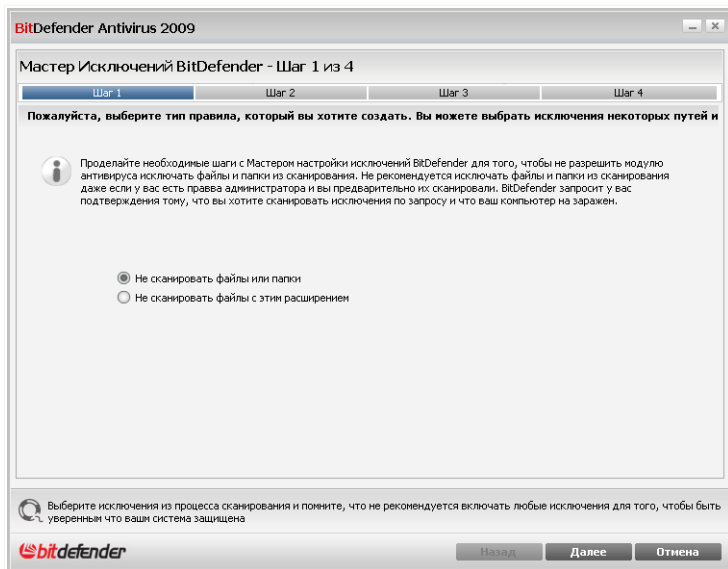 BitDefender Antivirus 2009
Мастер Исключений BitDefender - Шаг 1 из 4
Шаг 1 Шаг 2 Шаг 3 Шаг 4
Пожалуйста, выберите тип правила, который вы хотите создать. Вы можете выбрать исключения некоторых путей и
Проделайте необходимые шаги с Мастером настройки исключений BitDefender для того, чтобы не разрешить модулю
антивируса исключать файлы и папки из сканирования. Не рекомендуется исключать файлы и папки из сканирования
даже если у вас есть правва администратора и вы предварительно их сканировали. BitDefender запросит у вас
подтверждения тому, что вы хотите сканировать исключения по запросу и что ваш компьютер на заражен.
Не сканировать файлы или папки
Не сканировать файлы с этим расширением
Выберите исключения из процесса сканирования и помните, что не рекомендуется включать любые исключения для того, чтобы быть
уверенным что вашм система защищена
bitdefender
Назад Далее Отмена